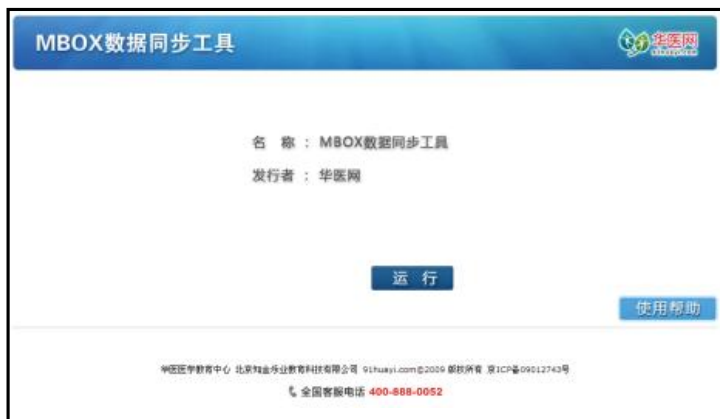 MBOX数据同步工具
华医网
91huayi.com
名 称 : MBOX数据同步工具
发行者 : 华医网
运 行
使用帮助
华医医学教育中心 北京知金乐业教育科技有限公司 91huayi.com©2009 版权所有 京ICP备09012743号
全国客服电话 400-888-0052